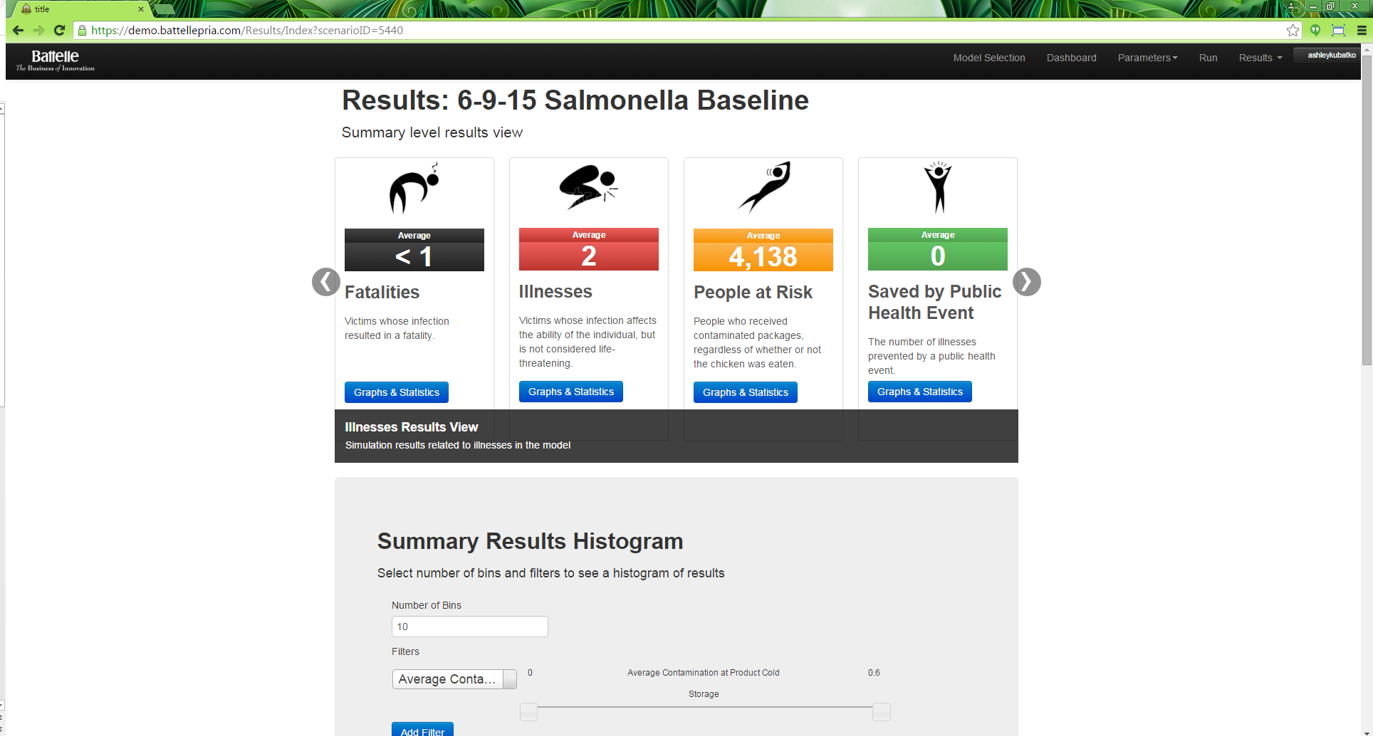 title
https://demo.battellepria.com/Results/Index?scenarioID=5440
Battelle
The Business of Innovation
Model Selection Dashboard Parameters Run Results ashleykubatko
Results: 6-9-15 Salmonella Baseline
Summary level results view
Average
< 1
Fatalities
Victims whose infection
resulted in a fatality.
Graphs & Statistics
Average
2
Illnesses
Victims whose infection affects
the ability of the individual, but
is not considered life-
threatening.
Graphs & Statistics
Average
4,138
People at Risk
People who received
contaminated packages,
regardless of whether or not
the chicken was eaten.
Graphs & Statistics
Average
0
Saved by Public
Health Event
The number of illnesses
prevented by a public health
event.
Graphs & Statistics
Illnesses Results View
Simulation results related to illnesses in the model
Summary Results Histogram
Select number of bins and filters to see a histogram of results
Number of Bins
10
Filters
Average Conta...
0 Average Contamination at Product Cold 0.6
Storage
Add Filter